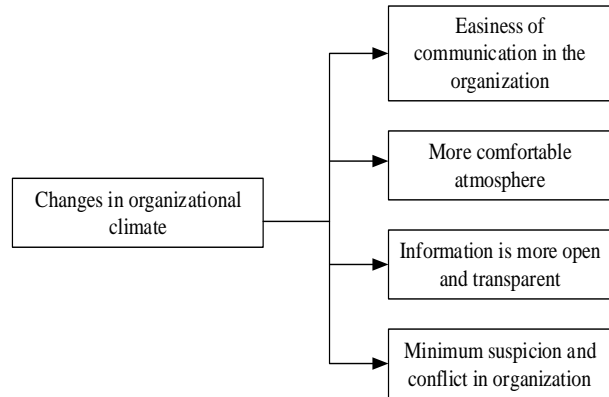 Easiness of
communication in the
organization
More comfortable
atmosphere
Changes in organizational
climate
Information is more open
and transparent
Minimum suspicion and
conflict in organization